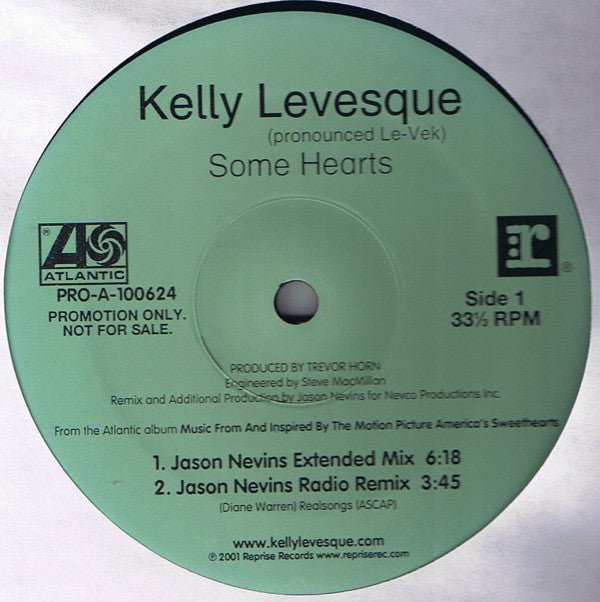 Kelly Levesque
(pronounced Le-Vek)
Some Hearts
® A
ATLANTIC
r ®
PRO-A-100624
PROMOTION ONLY.
NOT FOR SALE.
Side 1
33⅓ RPM
PRODUCED BY TREVOR HORN
Engineered by Steve MacMillan
Remix and Additional Production by Jason Nevins for Nevco Productions Inc.
From the Atlantic album Music From And Inspired By The Motion Picture America's Sweethearts
1. Jason Nevins Extended Mix 6:18
2. Jason Nevins Radio Remix 3:45
(Diane Warren) Realsongs (ASCAP)
www.kellylevesque.com
℗ 2001 Reprise Records www.repriserec.com